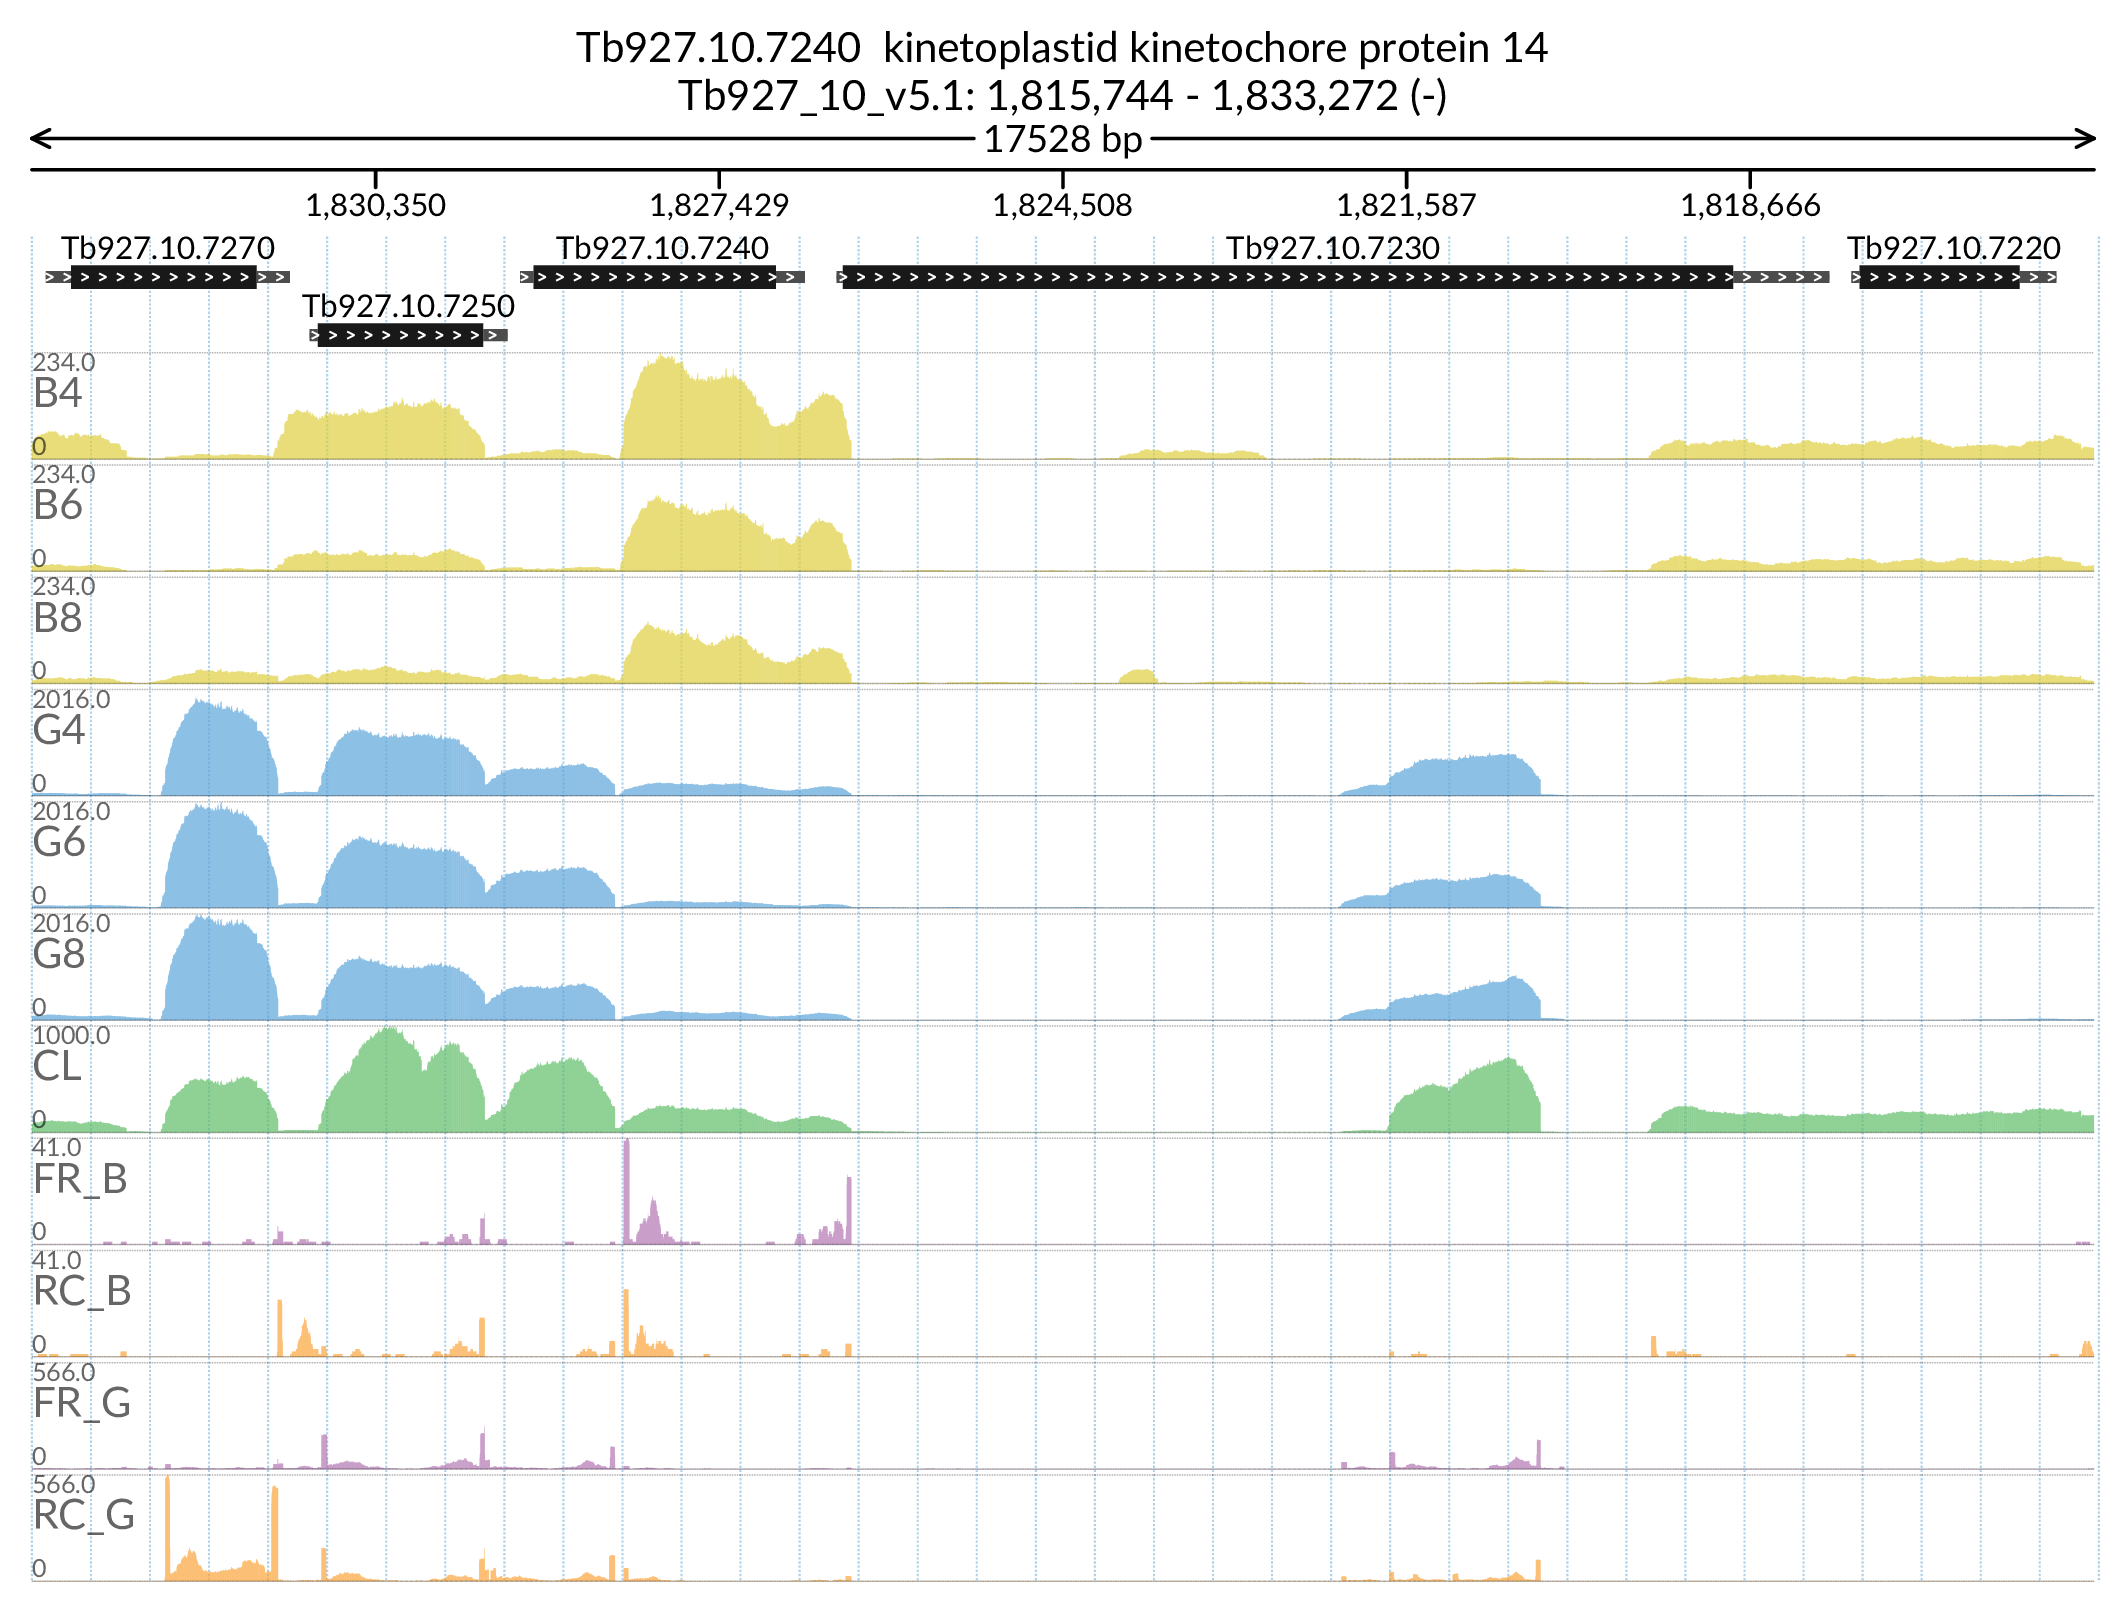 Tb927.10.7240  kinetoplastid kinetochore protein 14
Tb927_10_v5.1: 1,815,744 - 1,833,272 (-)
17528 bp
1,830,350 1,827,429 1,824,508 1,821,587 1,818,666
Tb927.10.7270 Tb927.10.7240 Tb927.10.7230 Tb927.10.7220
Tb927.10.7250
234.0
B4
0
234.0
B6
0
234.0
B8
0
2016.0
G4
0
2016.0
G6
0
2016.0
G8
0
1000.0
CL
0
41.0
FR_B
0
41.0
RC_B
0
566.0
FR_G
0
566.0
RC_G
0